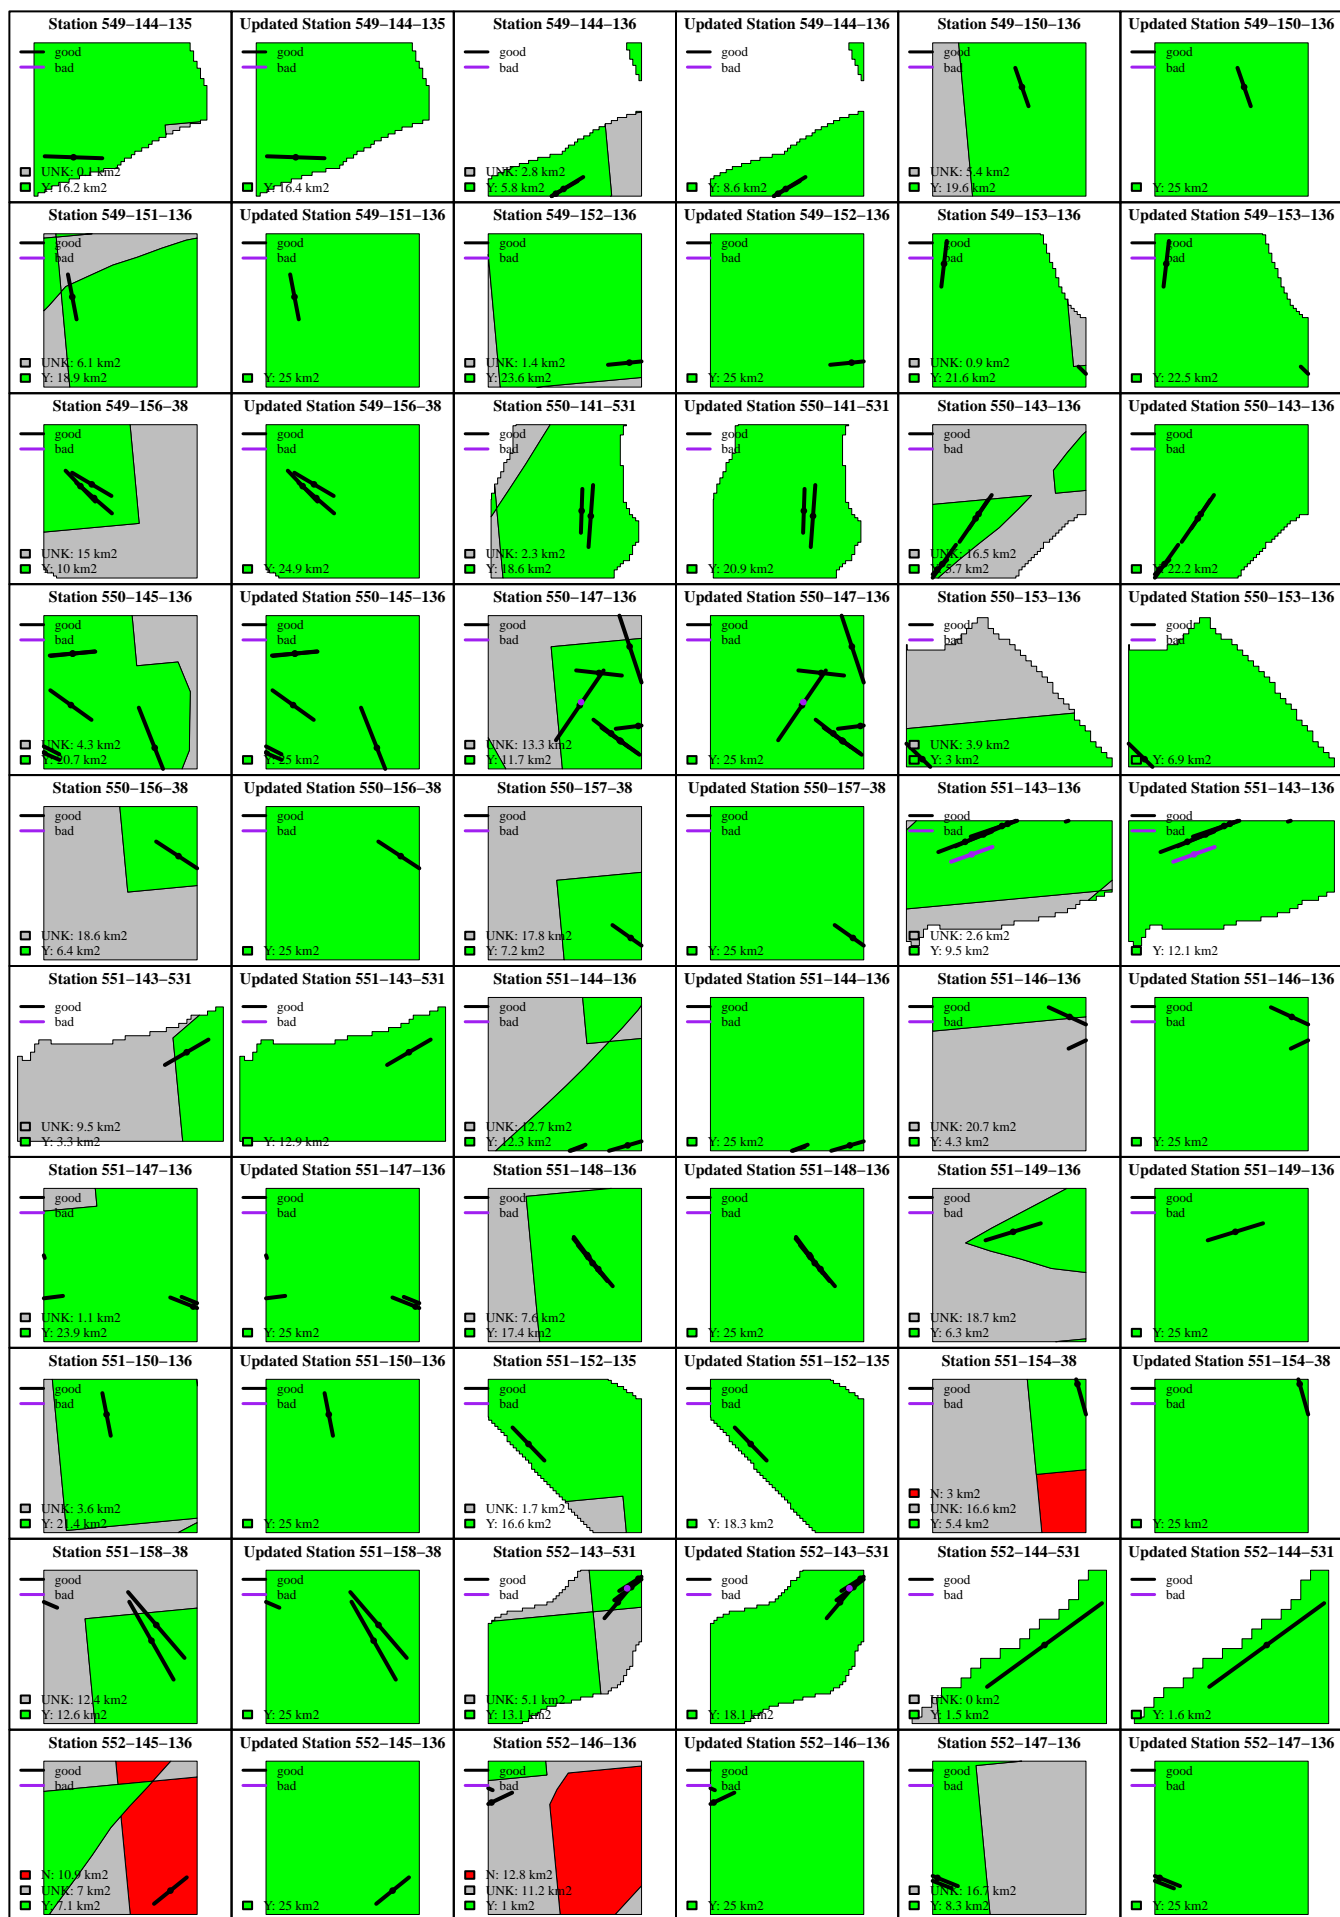 Station 549−144−135
good
bad
UNK: 0.1 km2
Y: 16.2 km2
Updated Station 549−144−135
good
bad
Y: 16.4 km2
Station 549−144−136
good
bad
UNK: 2.8 km2
Y: 5.8 km2
Updated Station 549−144−136
good
bad
Y: 8.6 km2
Station 549−150−136
good
bad
UNK: 5.4 km2
Y: 19.6 km2
Updated Station 549−150−136
good
bad
Y: 25 km2
Station 549−151−136
good
bad
UNK: 6.1 km2
Y: 18.9 km2
Updated Station 549−151−136
good
bad
Y: 25 km2
Station 549−152−136
good
bad
UNK: 1.4 km2
Y: 23.6 km2
Updated Station 549−152−136
good
bad
Y: 25 km2
Station 549−153−136
good
bad
UNK: 0.9 km2
Y: 21.6 km2
Updated Station 549−153−136
good
bad
Y: 22.5 km2
Station 549−156−38
good
bad
UNK: 15 km2
Y: 10 km2
Updated Station 549−156−38
good
bad
Y: 24.9 km2
Station 550−141−531
good
bad
UNK: 2.3 km2
Y: 18.6 km2
Updated Station 550−141−531
good
bad
Y: 20.9 km2
Station 550−143−136
good
bad
UNK: 16.5 km2
Y: 5.7 km2
Updated Station 550−143−136
good
bad
Y: 22.2 km2
Station 550−145−136
good
bad
UNK: 4.3 km2
Y: 20.7 km2
Updated Station 550−145−136
good
bad
Y: 25 km2
Station 550−147−136
good
bad
UNK: 13.3 km2
Y: 11.7 km2
Updated Station 550−147−136
good
bad
Y: 25 km2
Station 550−153−136
good
bad
UNK: 3.9 km2
Y: 3 km2
Updated Station 550−153−136
good
bad
Y: 6.9 km2
Station 550−156−38
good
bad
UNK: 18.6 km2
Y: 6.4 km2
Updated Station 550−156−38
good
bad
Y: 25 km2
Station 550−157−38
good
bad
UNK: 17.8 km2
Y: 7.2 km2
Updated Station 550−157−38
good
bad
Y: 25 km2
Station 551−143−136
good
bad
UNK: 2.6 km2
Y: 9.5 km2
Updated Station 551−143−136
good
bad
Y: 12.1 km2
Station 551−143−531
good
bad
UNK: 9.5 km2
Y: 3.3 km2
Updated Station 551−143−531
good
bad
Y: 12.9 km2
Station 551−144−136
good
bad
UNK: 12.7 km2
Y: 12.3 km2
Updated Station 551−144−136
good
bad
Y: 25 km2
Station 551−146−136
good
bad
UNK: 20.7 km2
Y: 4.3 km2
Updated Station 551−146−136
good
bad
Y: 25 km2
Station 551−147−136
good
bad
UNK: 1.1 km2
Y: 23.9 km2
Updated Station 551−147−136
good
bad
Y: 25 km2
Station 551−148−136
good
bad
UNK: 7.6 km2
Y: 17.4 km2
Updated Station 551−148−136
good
bad
Y: 25 km2
Station 551−149−136
good
bad
UNK: 18.7 km2
Y: 6.3 km2
Updated Station 551−149−136
good
bad
Y: 25 km2
Station 551−150−136
good
bad
UNK: 3.6 km2
Y: 21.4 km2
Updated Station 551−150−136
good
bad
Y: 25 km2
Station 551−152−135
good
bad
UNK: 1.7 km2
Y: 16.6 km2
Updated Station 551−152−135
good
bad
Y: 18.3 km2
Station 551−154−38
good
bad
N: 3 km2
UNK: 16.6 km2
Y: 5.4 km2
Updated Station 551−154−38
good
bad
Y: 25 km2
Station 551−158−38
good
bad
UNK: 12.4 km2
Y: 12.6 km2
Updated Station 551−158−38
good
bad
Y: 25 km2
Station 552−143−531
good
bad
UNK: 5.1 km2
Y: 13.1 km2
Updated Station 552−143−531
good
bad
Y: 18.1 km2
Station 552−144−531
good
bad
UNK: 0 km2
Y: 1.5 km2
Updated Station 552−144−531
good
bad
Y: 1.6 km2
Station 552−145−136
good
bad
N: 10.9 km2
UNK: 7 km2
Y: 7.1 km2
Updated Station 552−145−136
good
bad
Y: 25 km2
Station 552−146−136
good
bad
N: 12.8 km2
UNK: 11.2 km2
Y: 1 km2
Updated Station 552−146−136
good
bad
Y: 25 km2
Station 552−147−136
good
bad
UNK: 16.7 km2
Y: 8.3 km2
Updated Station 552−147−136
good
bad
Y: 25 km2